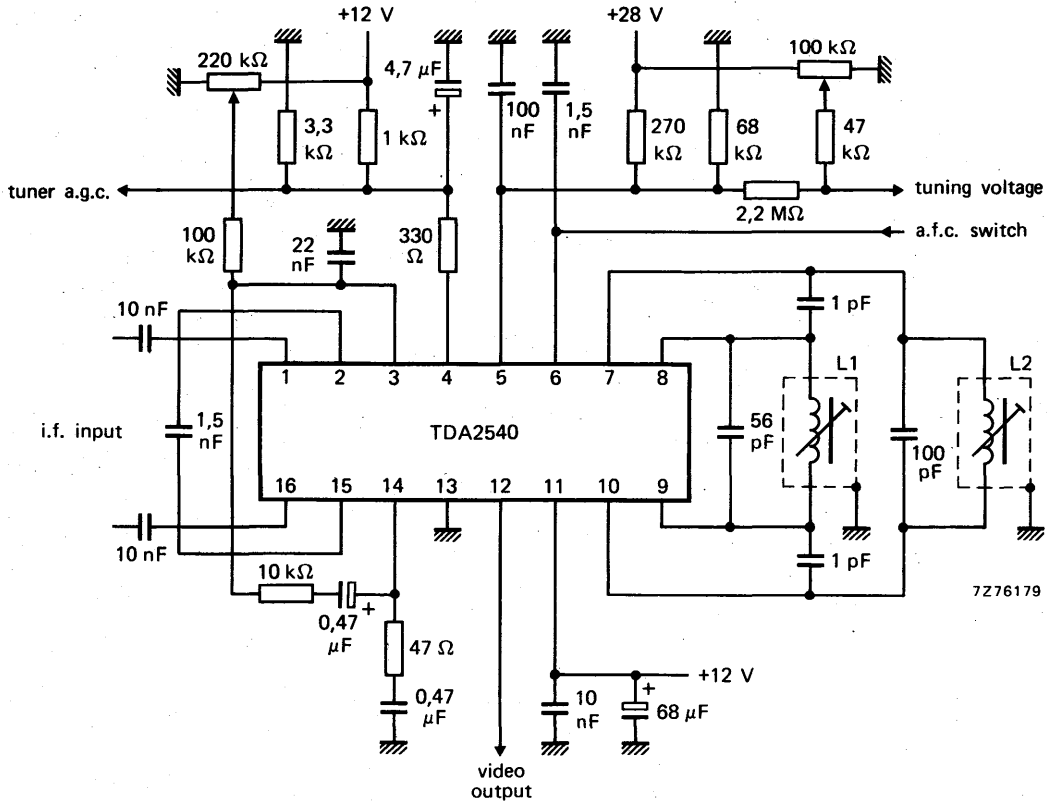 +12 V
+28 V
220 kΩ
4,7 µF
+
100 kΩ
3,3
kΩ
1 kΩ
100
nF
1,5
nF
270
kΩ
68
kΩ
47
kΩ
tuner a.g.c.
tuning voltage
2,2 MΩ
100
kΩ
22
nF
330
Ω
a.f.c. switch
10 nF
1 pF
1 2 3 4 5 6 7 8
L1
L2
i.f. input
1,5
nF
TDA2540
56
pF
100
pF
16 15 14 13 12 11 10 9
10 nF
10 kΩ
1 pF
7Z76179
+
0,47
µF
47 Ω
+12 V
0,47
µF
10
nF
+
68 µF
video
output